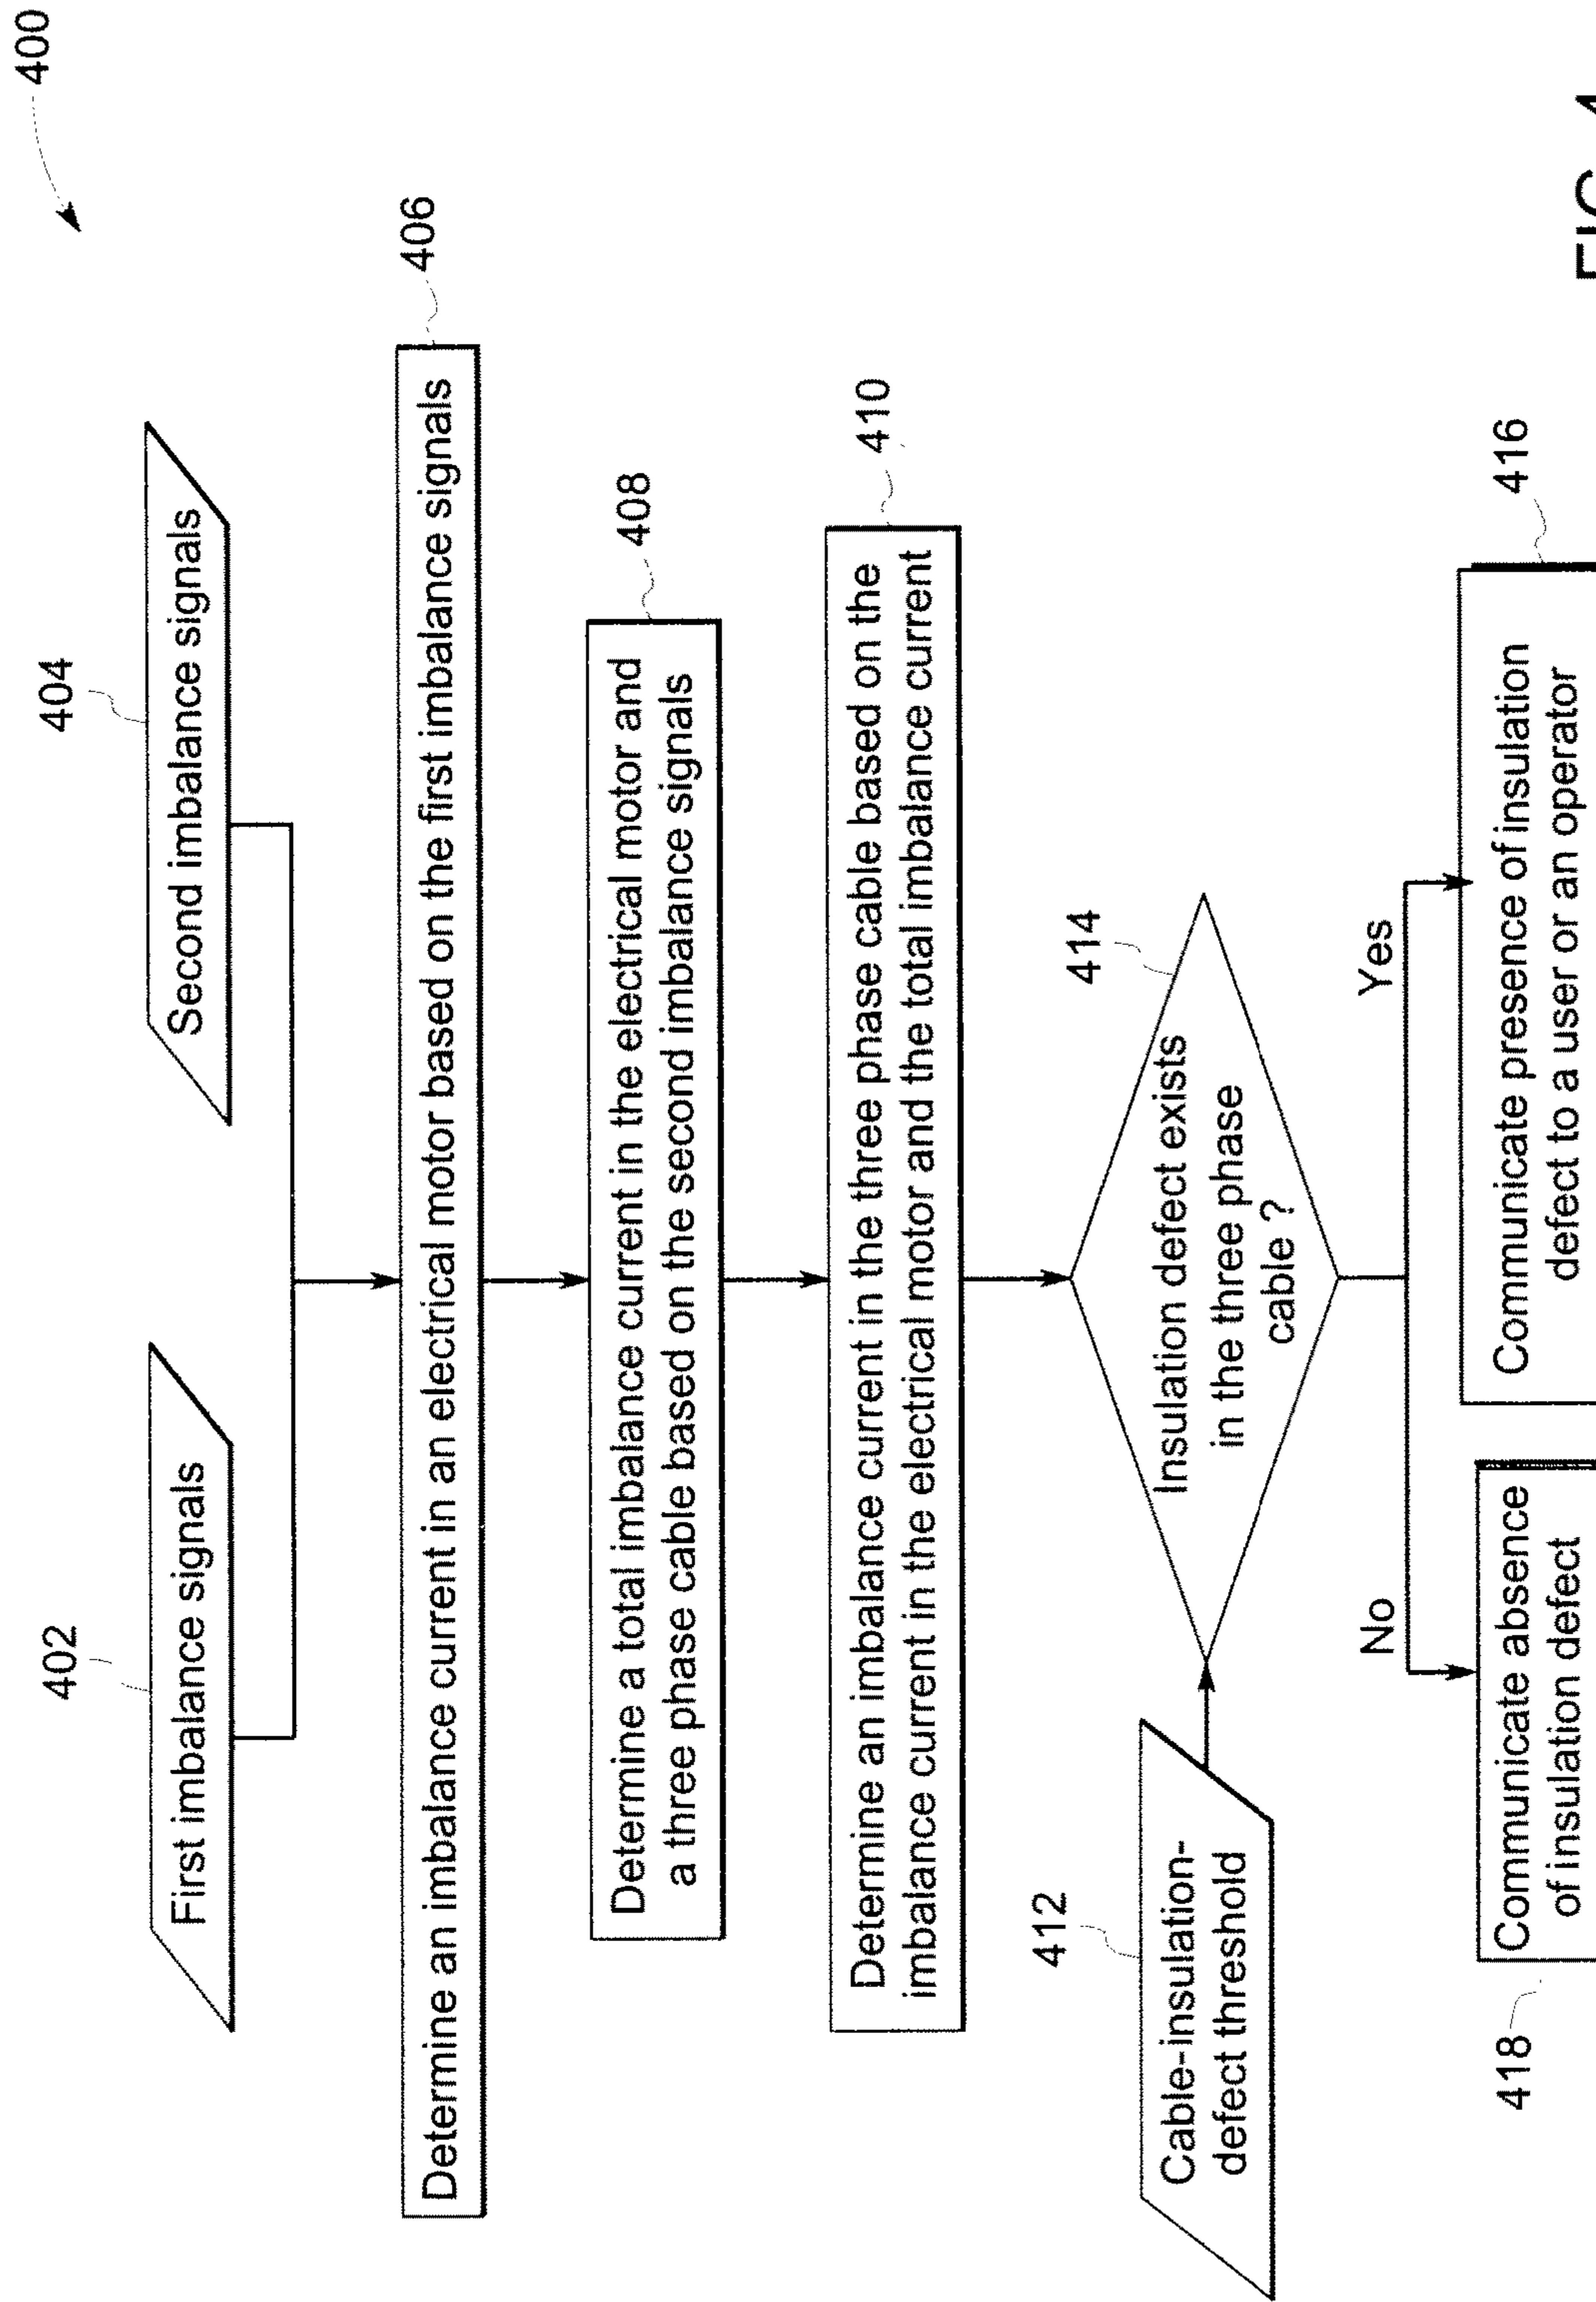 400
402
404
First imbalance signals
Second imbalance signals
406
Determine an imbalance current in an electrical motor based on the first imbalance signals
408
Determine a total imbalance current in the electrical motor and
a three phase cable based on the second imbalance signals
410
Determine an imbalance current in the three phase cable based on the
imbalance current in the electrical motor and the total imbalance current
412
Cable-insulation-
defect threshold
414
Insulation defect exists
in the three phase
cable ?
No
Yes
418
Communicate absence
of insulation defect
416
Communicate presence of insulation
defect to a user or an operator
FIG. 4